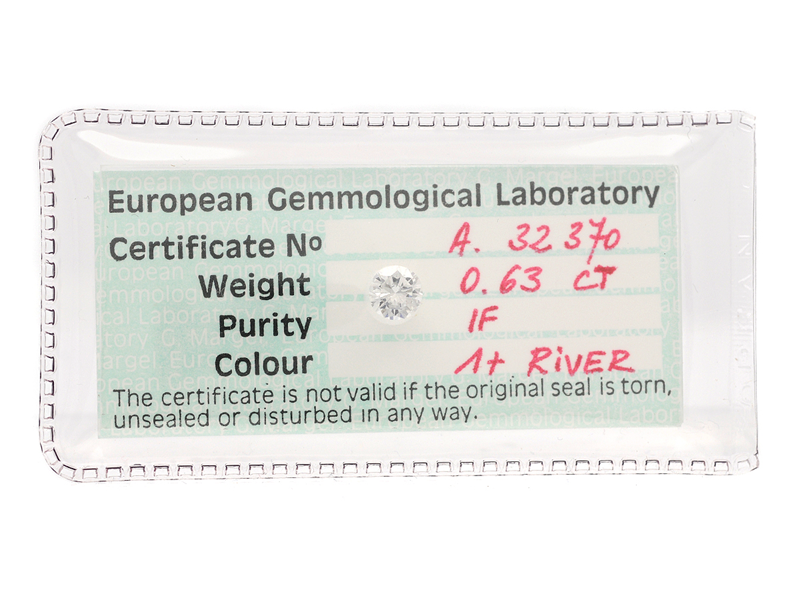 European Gemmological Laboratory
Certificate Nº A. 32370
Weight 0.63 CT
Purity IF
Colour 1+ RiVER
The certificate is not valid if the original seal is torn,
unsealed or disturbed in any way.